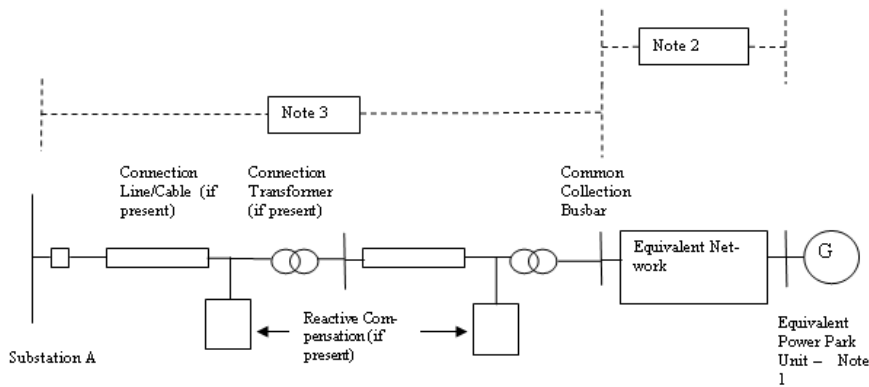 Note 2
Note 3
Connection
Line/Cable (if
present)
Connection
Transformer
(if present)
Common
Collection
Busbar
Equivalent Net-
work
G
Reactive Com-
pensation (if
present)
Substation A
Equivalent
Power Park
Unit – Note
1